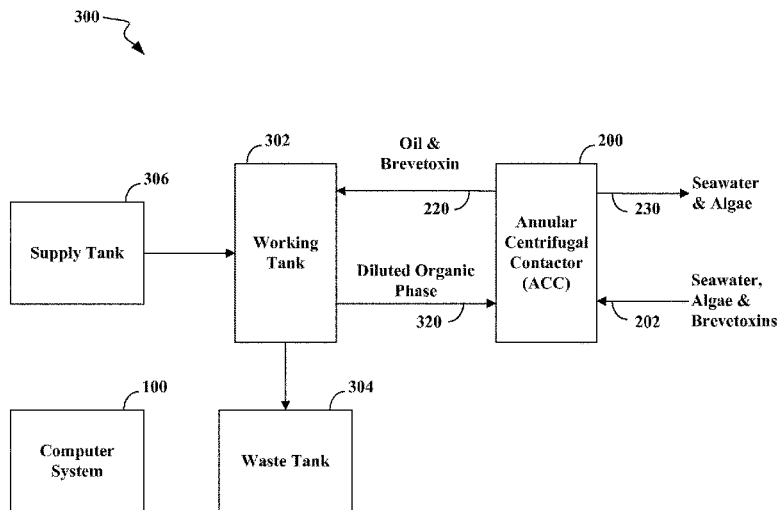 300
302
Oil &
Brevetoxin
200
306
220
230
Seawater
& Algae
Supply Tank
Working
Tank
Annular
Centrifugal
Contactor
(ACC)
Diluted Organic
Phase
320
202
Seawater,
Algae &
Brevetoxins
100
304
Computer
System
Waste Tank